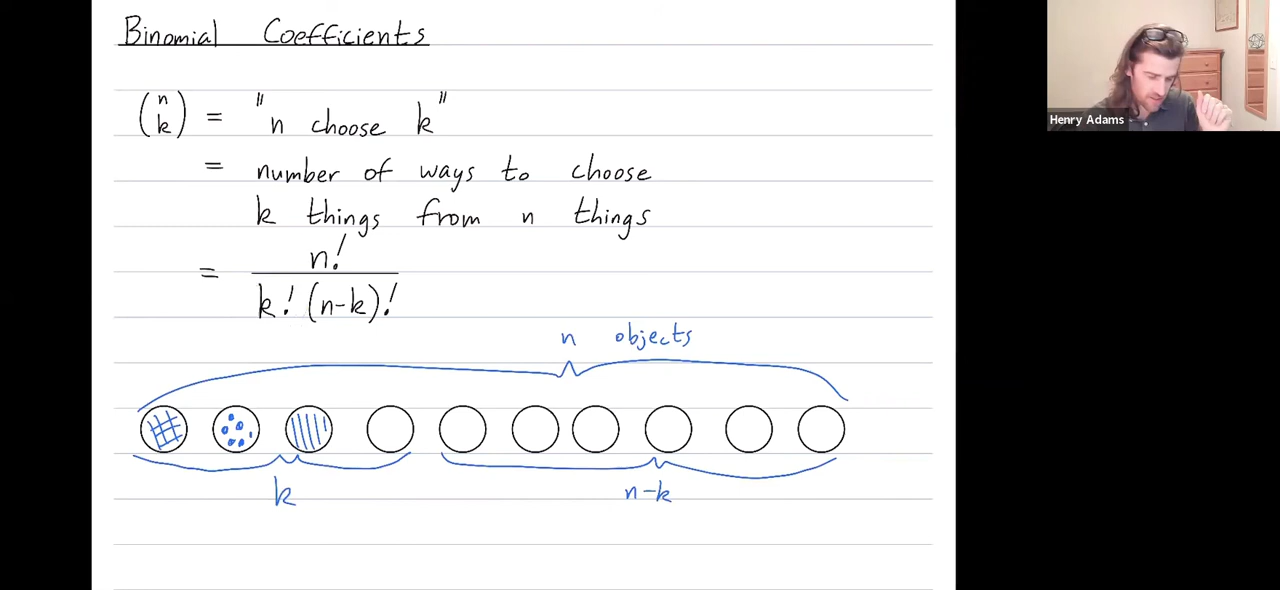 Binomial Coefficients
(n k) = "n choose k"
= number of ways to choose
k things from n things
= n! / k! (n-k)!
n objects
k n-k
Henry Adams